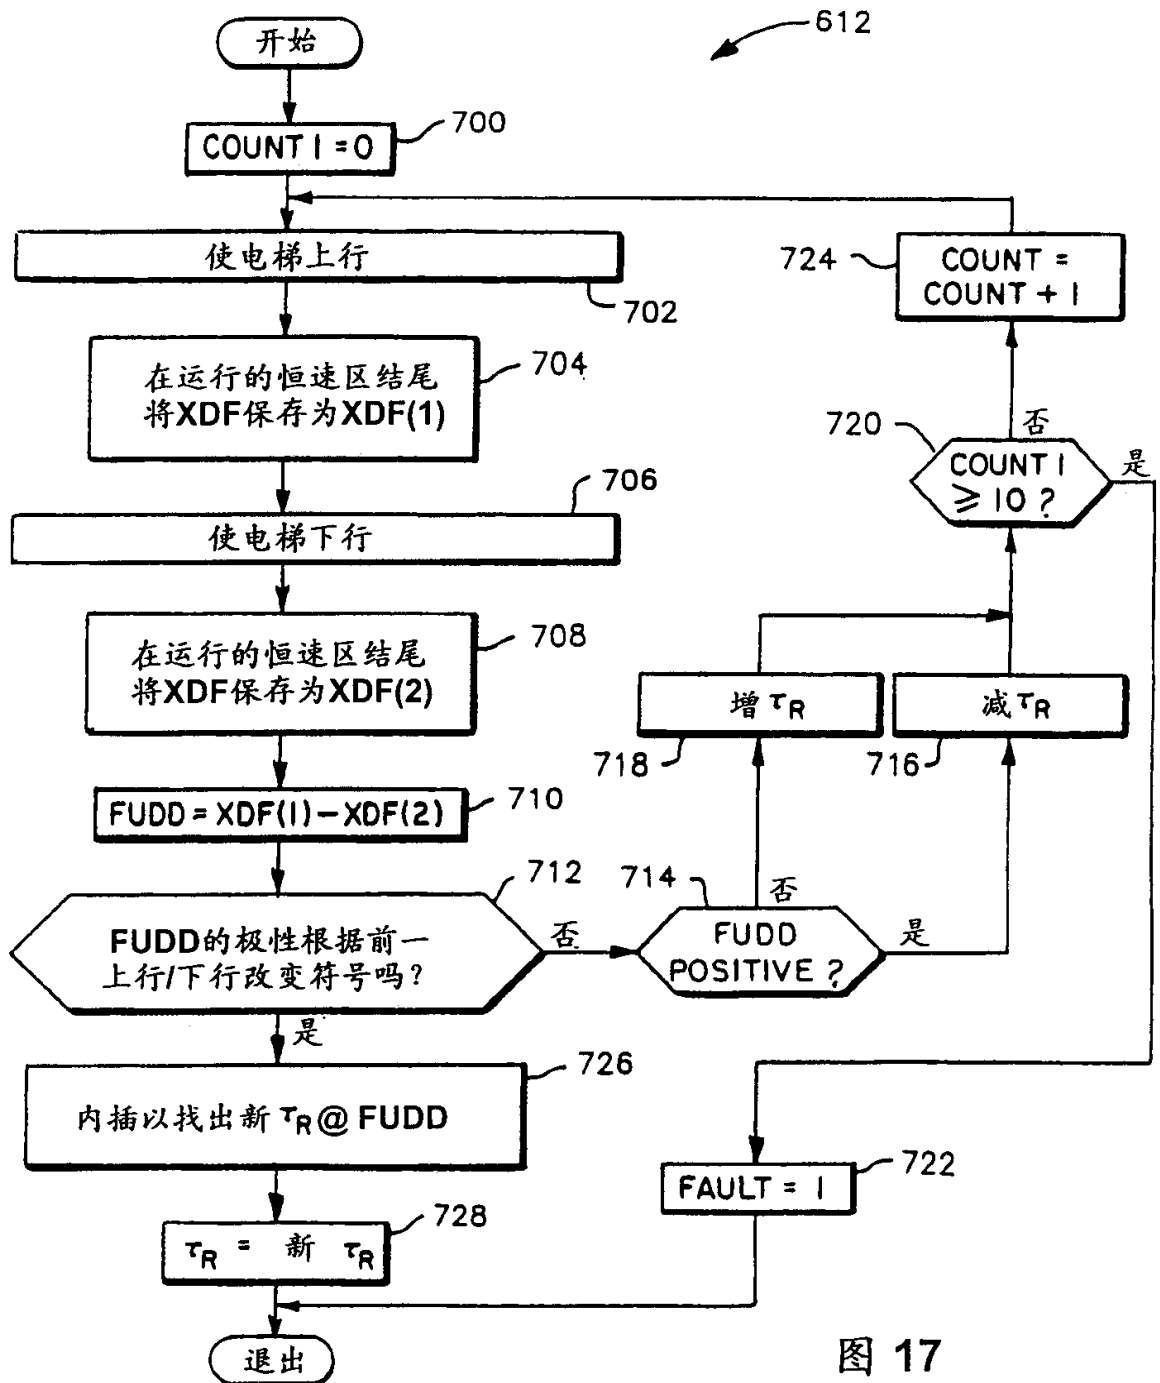 612
开始
700
COUNT 1 = 0
使电梯上行
702
724
COUNT =
COUNT + 1
704
在运行的恒速区结尾
将XDF保存为XDF(1)
720
否
COUNT 1
≥ 10 ?
是
706
使电梯下行
708
在运行的恒速区结尾
将XDF保存为XDF(2)
增 τR
718
减 τR
716
710
FUDD = XDF(1) – XDF(2)
712
FUDD的极性根据前一
上行/下行改变符号吗?
否
是
714
否
FUDD
POSITIVE ?
是
726
内插以找出新 τR @ FUDD
722
FAULT = 1
728
τR = 新 τR
退出
图 17